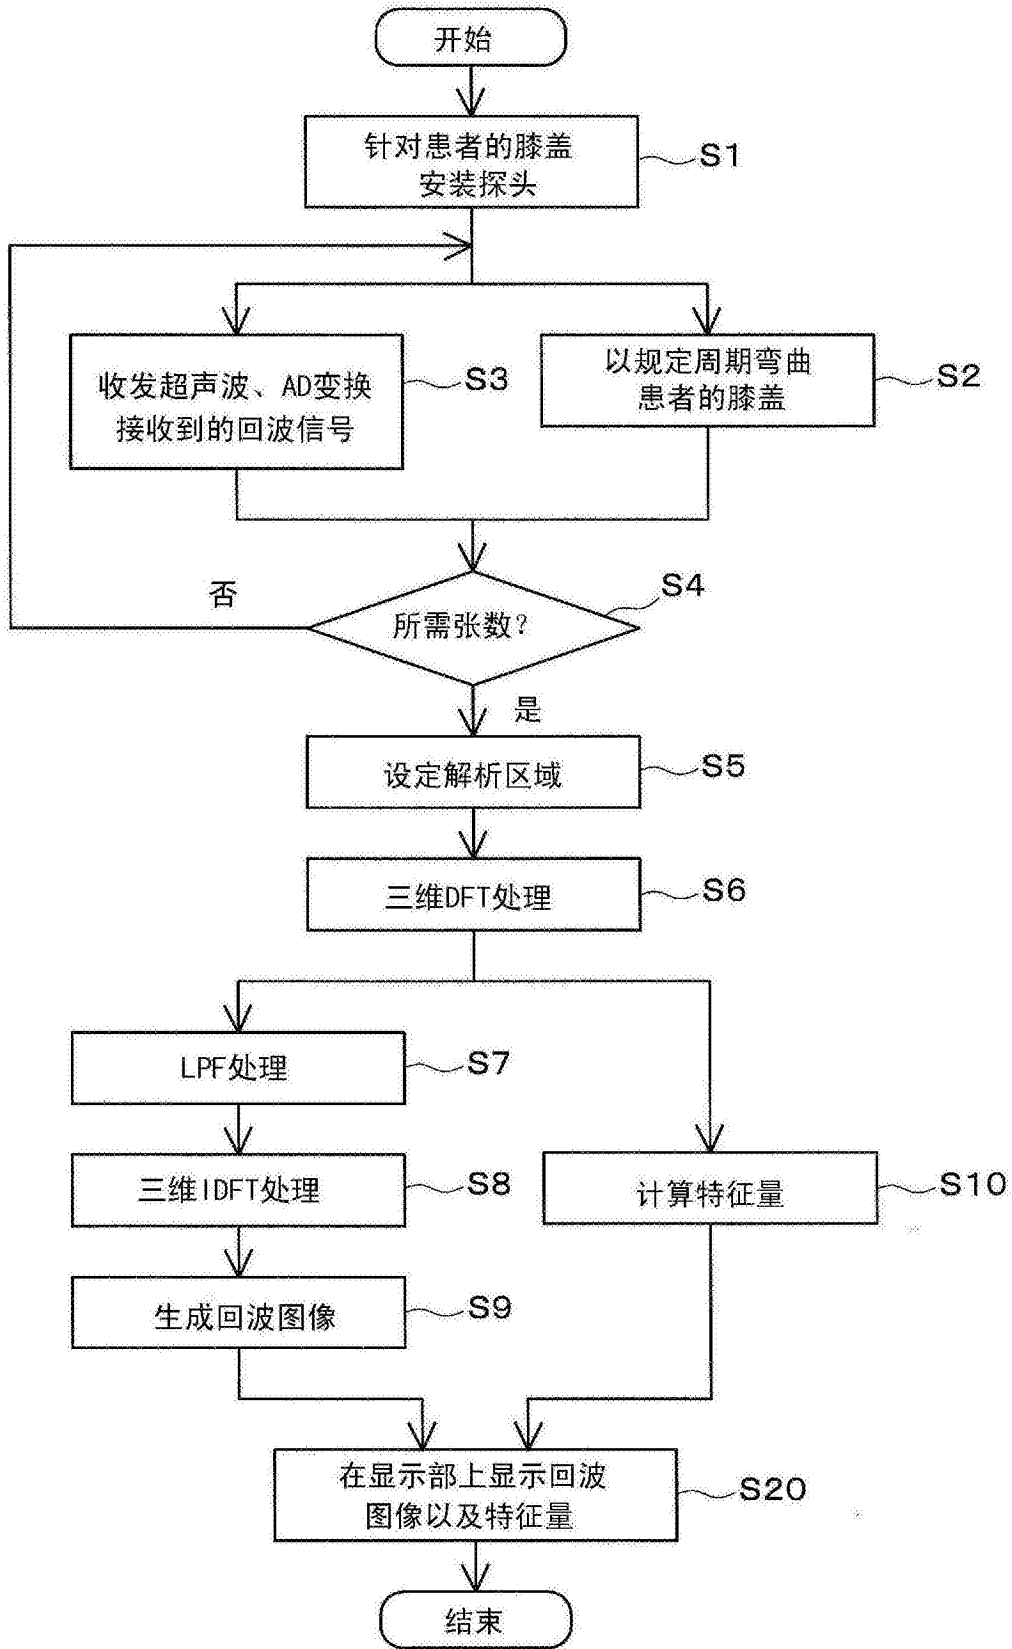 开始
针对患者的膝盖
安装探头
S1
收发超声波、AD变换
接收到的回波信号
S3
以规定周期弯曲
患者的膝盖
S2
否
所需张数?
S4
是
设定解析区域
S5
三维DFT处理
S6
LPF处理
S7
三维IDFT处理
S8
计算特征量
S10
生成回波图像
S9
在显示部上显示回波
图像以及特征量
S20
结束